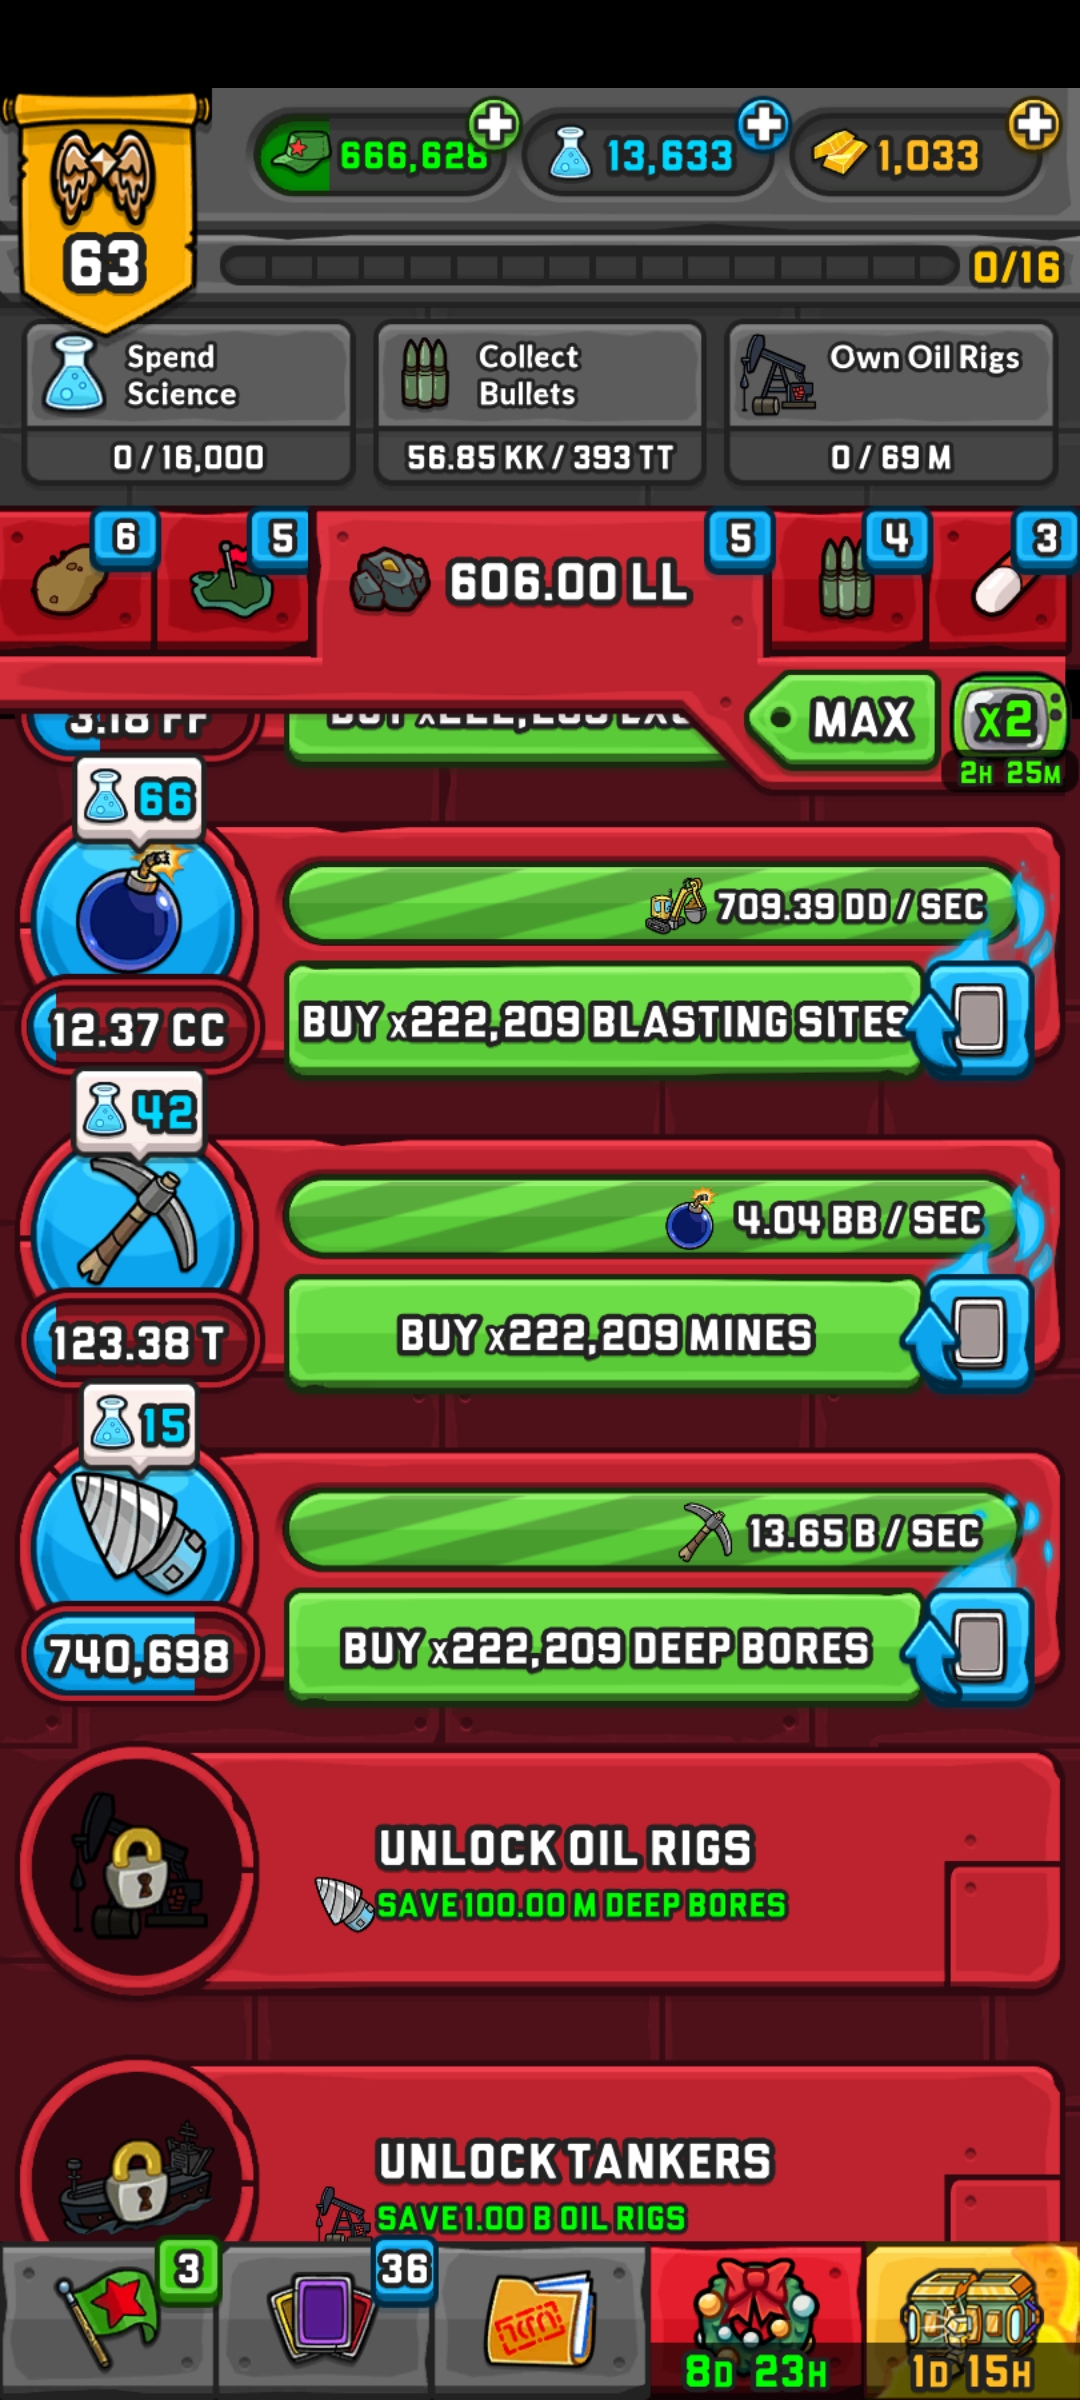 666,628
13,633
1,033
63
0/16
Spend
Science
0 / 16,000
Collect
Bullets
56.85 KK / 393 TT
Own Oil Rigs
0 / 69 M
6
5
606.00 LL
5
4
3
MAX
x2
2H 25M
3.18 FF
66
709.39 DD / SEC
12.37 CC
BUY x222,209 BLASTING SITES
42
4.04 BB / SEC
123.38 T
BUY x222,209 MINES
15
13.65 B / SEC
740,698
BUY x222,209 DEEP BORES
UNLOCK OIL RIGS
SAVE 100.00 M DEEP BORES
UNLOCK TANKERS
SAVE 1.00 B OIL RIGS
3
36
8D 23H
1D 15H